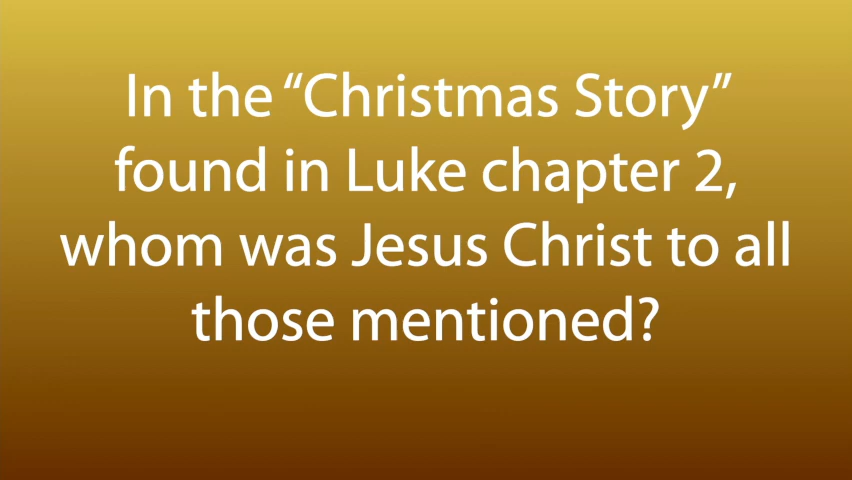 In the “Christmas Story”
found in Luke chapter 2,
whom was Jesus Christ to all
those mentioned?